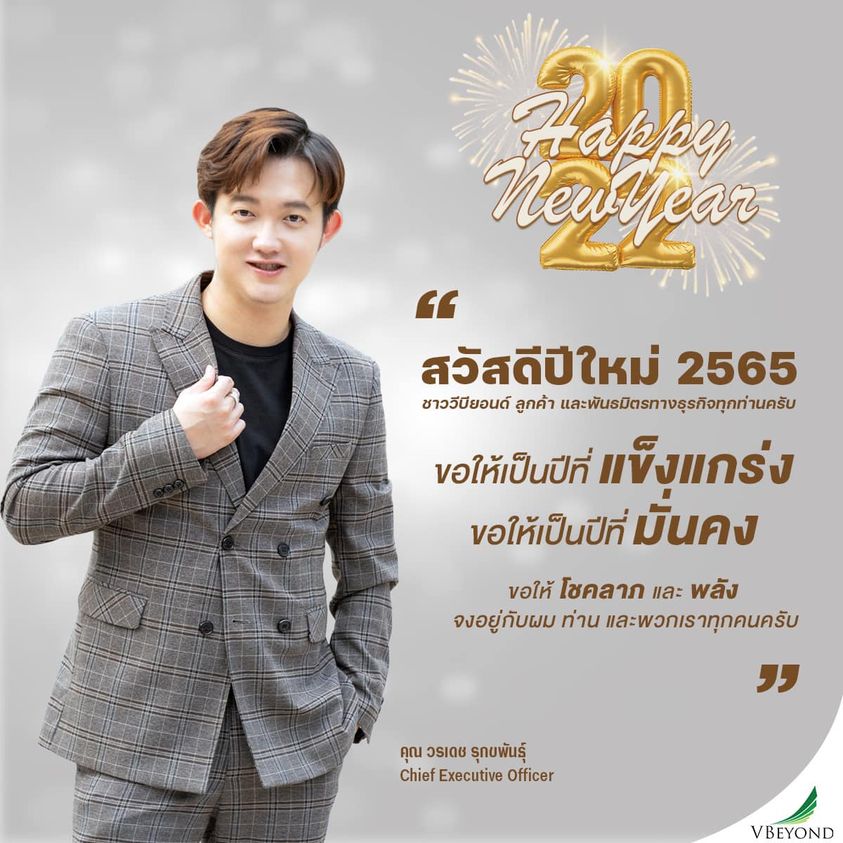 20
Happy
New Year
22
“
สวัสดีปีใหม่ 2565
ชาววีบียอนด์ ลูกค้า และพันธมิตรทางธุรกิจทุกท่านครับ
ขอให้เป็นปีที่ แข็งแกร่ง
ขอให้เป็นปีที่ มั่นคง
ขอให้ โชคลาภ และ พลัง
จงอยู่กับผม ท่าน และพวกเราทุกคนครับ
”
คุณ วรเดช รุกขพันธุ์
Chief Executive Officer
VBEYOND